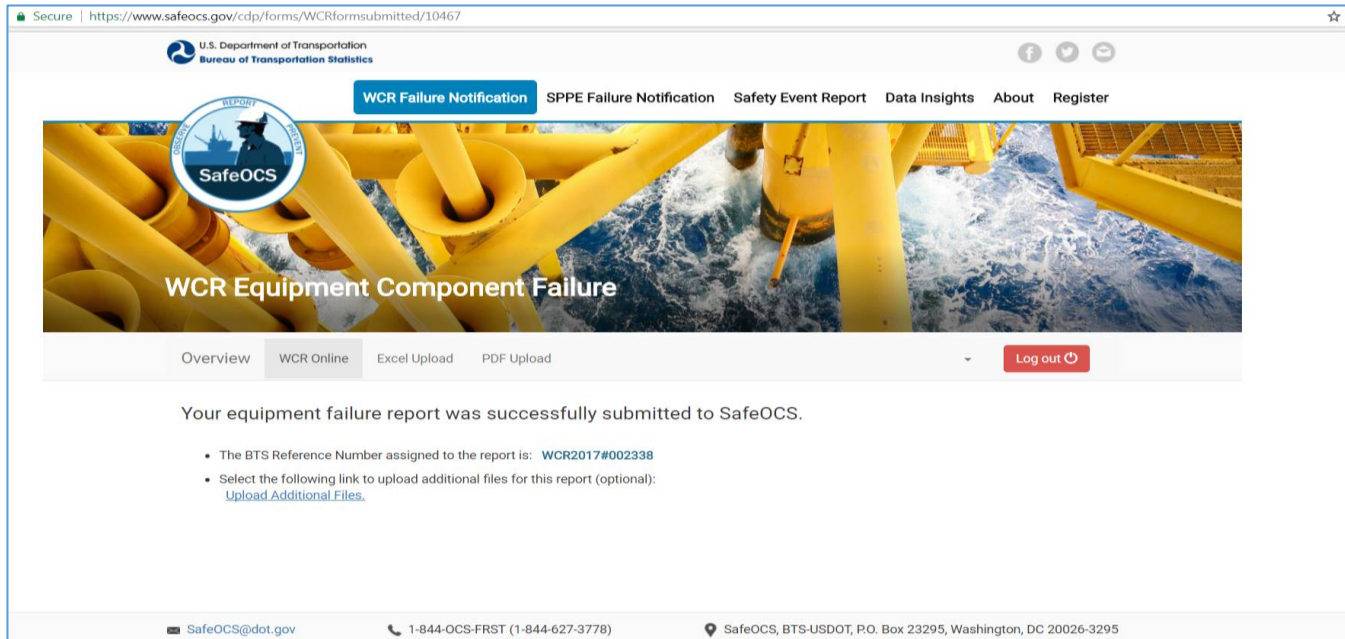 Secure | https://www.safeocs.gov/cdp/forms/WCRformsubmitted/10467
U.S. Department of Transportation
Bureau of Transportation Statistics
WCR Failure Notification SPPE Failure Notification Safety Event Report Data Insights About Register
OBSERVE REPORT PREVENT
SafeOCS
WCR Equipment Component Failure
Overview WCR Online Excel Upload PDF Upload Log out
Your equipment failure report was successfully submitted to SafeOCS.
• The BTS Reference Number assigned to the report is: WCR2017#002338
• Select the following link to upload additional files for this report (optional):
Upload Additional Files.
SafeOCS@dot.gov 1-844-OCS-FRST (1-844-627-3778) SafeOCS, BTS-USDOT, P.O. Box 23295, Washington, DC 20026-3295